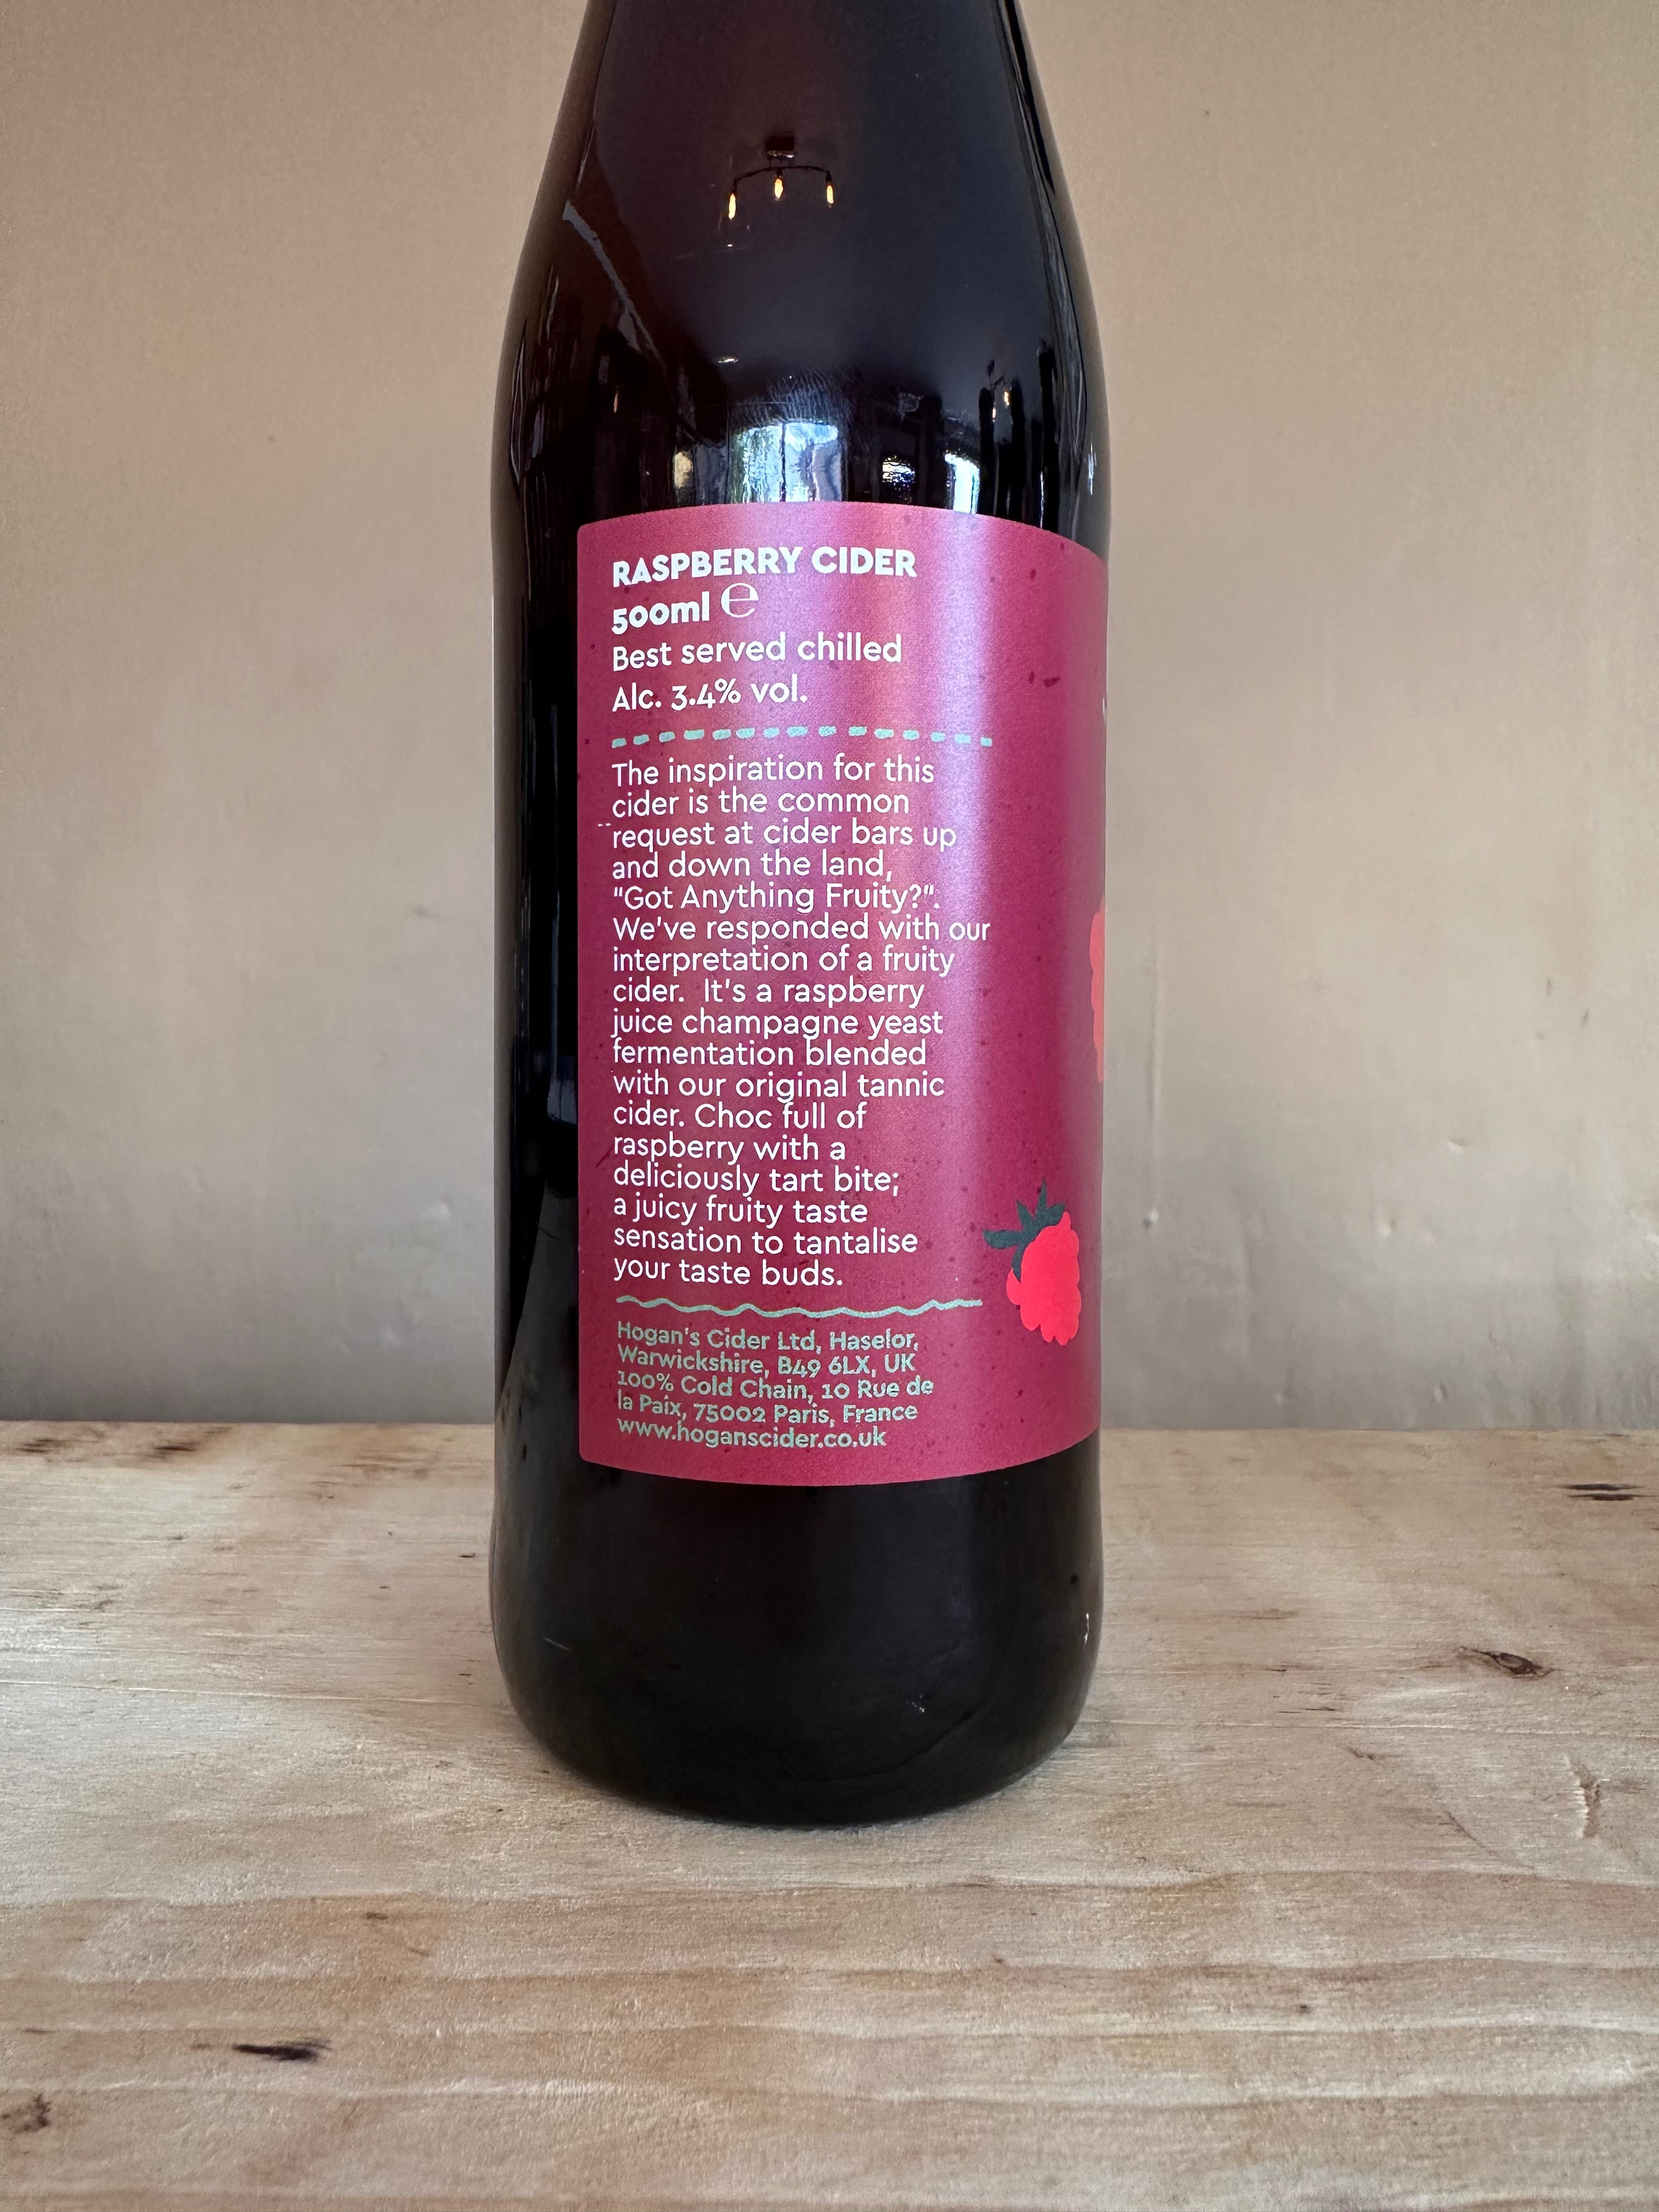 RASPBERRY CIDER
500ml ℮
Best served chilled
Alc. 3.4% vol.
The inspiration for this
cider is the common
request at cider bars up
and down the land,
"Got Anything Fruity?".
We've responded with our
interpretation of a fruity
cider. It's a raspberry
juice champagne yeast
fermentation blended
with our original tannic
cider. Choc full of
raspberry with a
deliciously tart bite;
a juicy fruity taste
sensation to tantalise
your taste buds.
Hogan's Cider Ltd, Haselor,
Warwickshire, B49 6LX, UK
100% Cold Chain, 10 Rue de
la Paix, 75002 Paris, France
www.hoganscider.co.uk